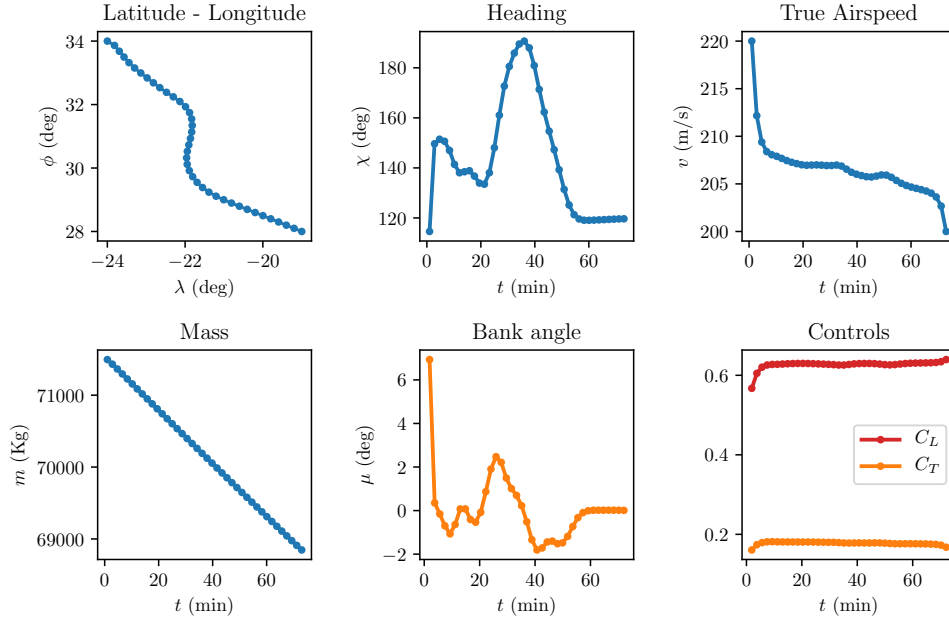 Latitude - Longitude
34
32
30
28
ϕ (deg)
−24
−22
−20
λ (deg)
Heading
180
160
140
120
χ (deg)
0
20
40
60
t (min)
True Airspeed
220
215
210
205
200
v (m/s)
0
20
40
60
t (min)
Mass
71000
70000
69000
m (Kg)
0
20
40
60
t (min)
Bank angle
6
4
2
0
−2
μ (deg)
0
20
40
60
t (min)
Controls
0.6
0.4
0.2
C_L
C_T
0
20
40
60
t (min)